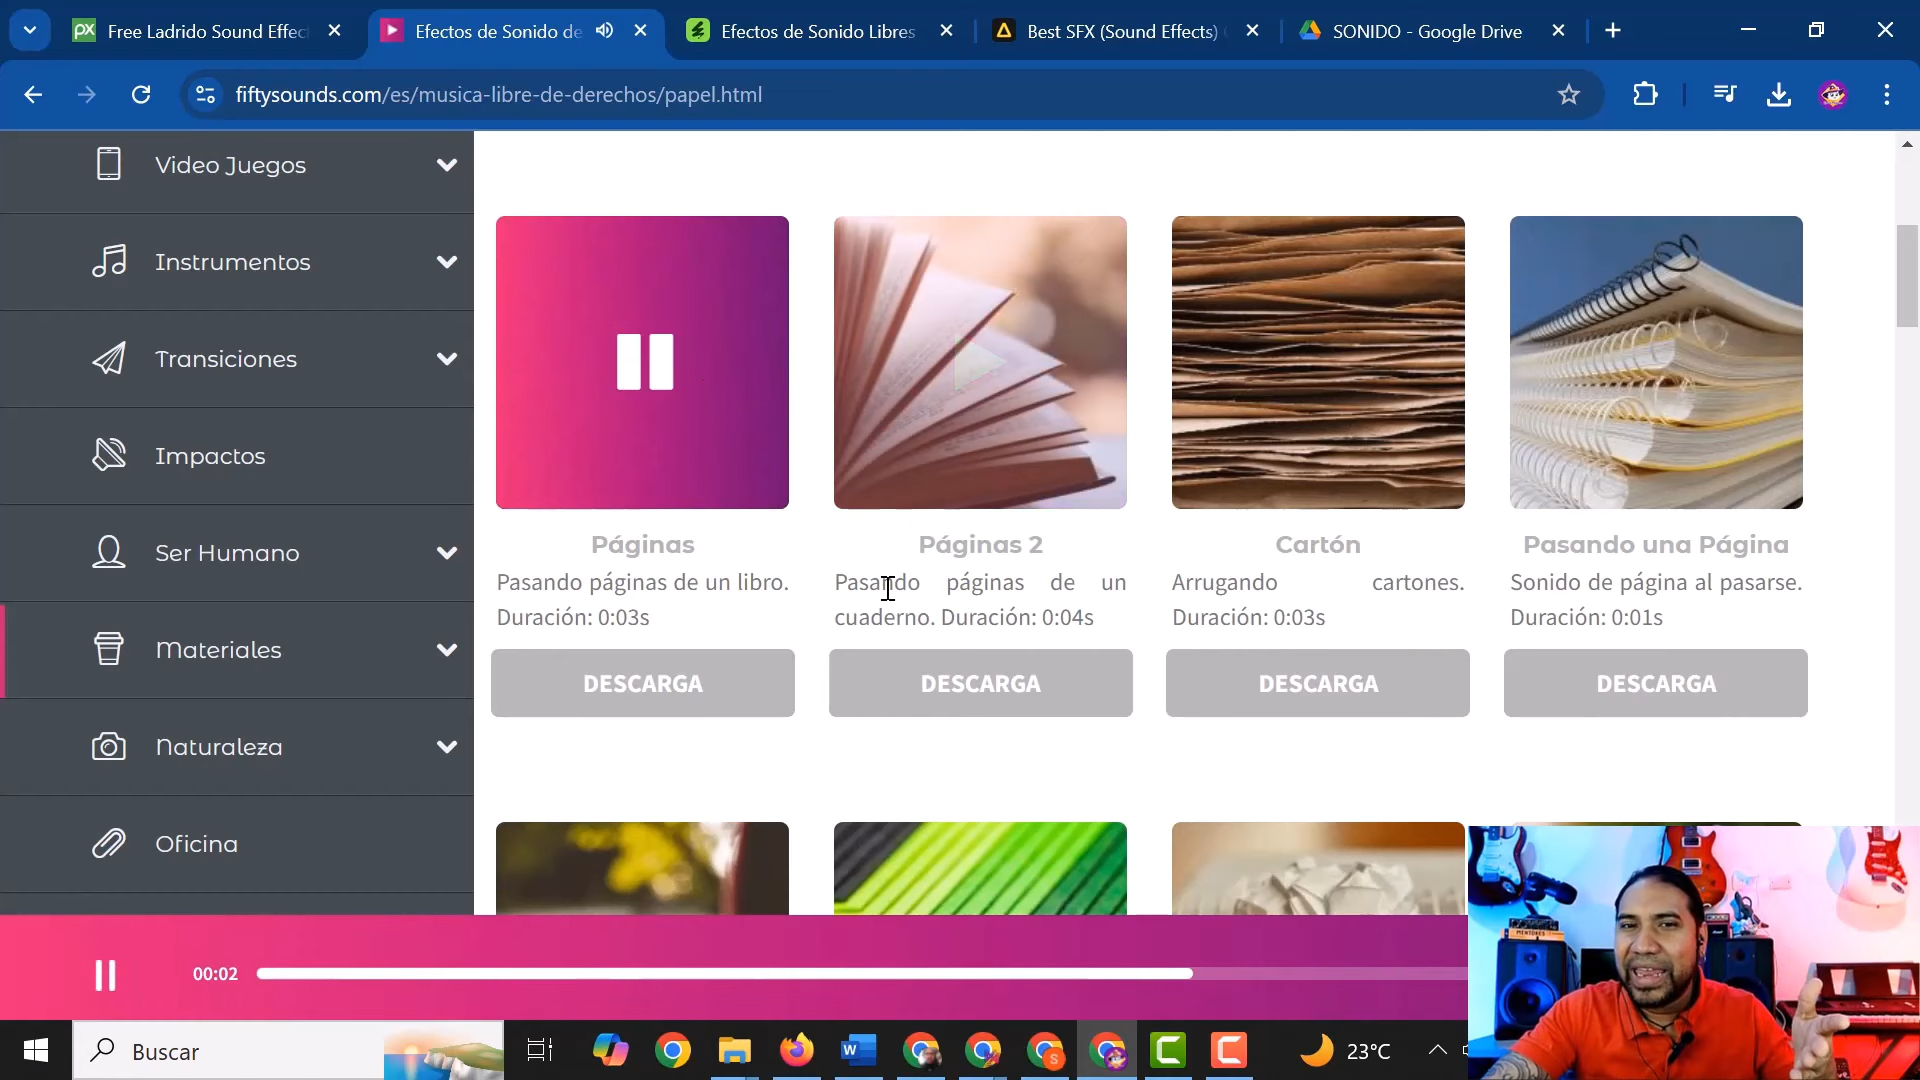 Free Ladrido Sound Effec
Efectos de Sonido de
Efectos de Sonido Libres
Best SFX (Sound Effects)
SONIDO - Google Drive
fiftysounds.com/es/musica-libre-de-derechos/papel.html
Video Juegos
Instrumentos
Transiciones
Impactos
Ser Humano
Materiales
Naturaleza
Oficina
Páginas
Pasando páginas de un libro.
Duración: 0:03s
DESCARGA
Páginas 2
Pasando páginas de un
cuaderno. Duración: 0:04s
DESCARGA
Cartón
Arrugando cartones.
Duración: 0:03s
DESCARGA
Pasando una Página
Sonido de página al pasarse.
Duración: 0:01s
DESCARGA
00:02
Buscar
23°C